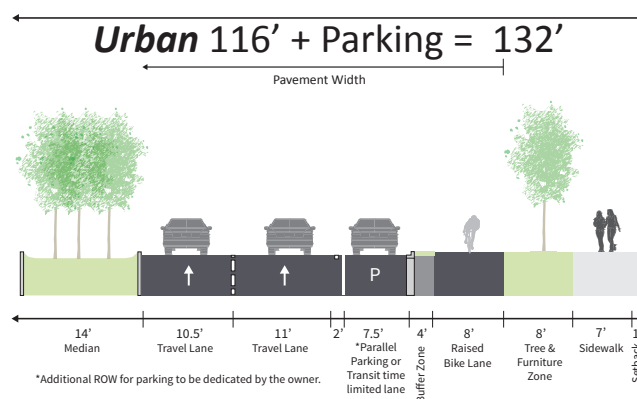 Urban 116’ + Parking = 132’
Pavement Width
P
14’
Median
10.5’
Travel Lane
11’
Travel Lane
2’
7.5’
*Parallel
Parking or
Transit time
limited lane
4’
Buffer Zone
8’
Raised
Bike Lane
8’
Tree &
Furniture
Zone
7’
Sidewalk
1
Setback
*Additional ROW for parking to be dedicated by the owner.